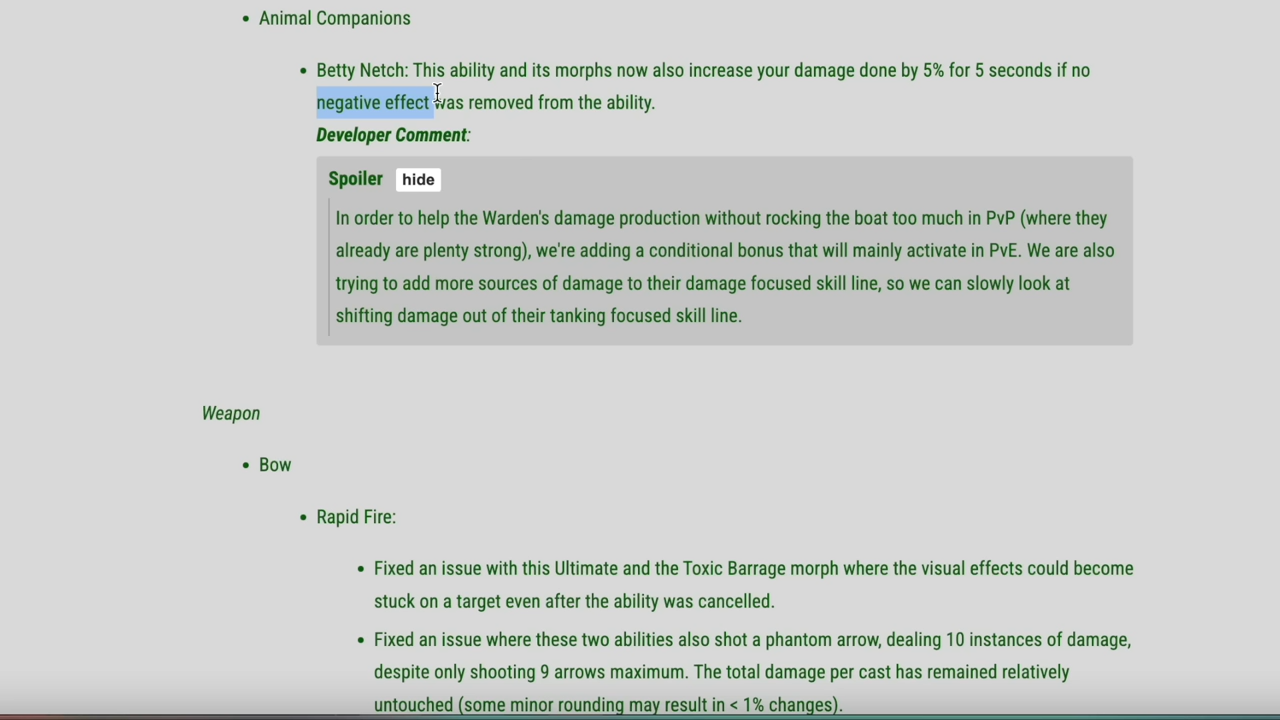 Animal Companions
Betty Netch: This ability and its morphs now also increase your damage done by 5% for 5 seconds if no
negative effect was removed from the ability.
Developer Comment:
Spoiler hide
In order to help the Warden's damage production without rocking the boat too much in PvP (where they
already are plenty strong), we're adding a conditional bonus that will mainly activate in PvE. We are also
trying to add more sources of damage to their damage focused skill line, so we can slowly look at
shifting damage out of their tanking focused skill line.
Weapon
Bow
Rapid Fire:
Fixed an issue with this Ultimate and the Toxic Barrage morph where the visual effects could become
stuck on a target even after the ability was cancelled.
Fixed an issue where these two abilities also shot a phantom arrow, dealing 10 instances of damage,
despite only shooting 9 arrows maximum. The total damage per cast has remained relatively
untouched (some minor rounding may result in < 1% changes).